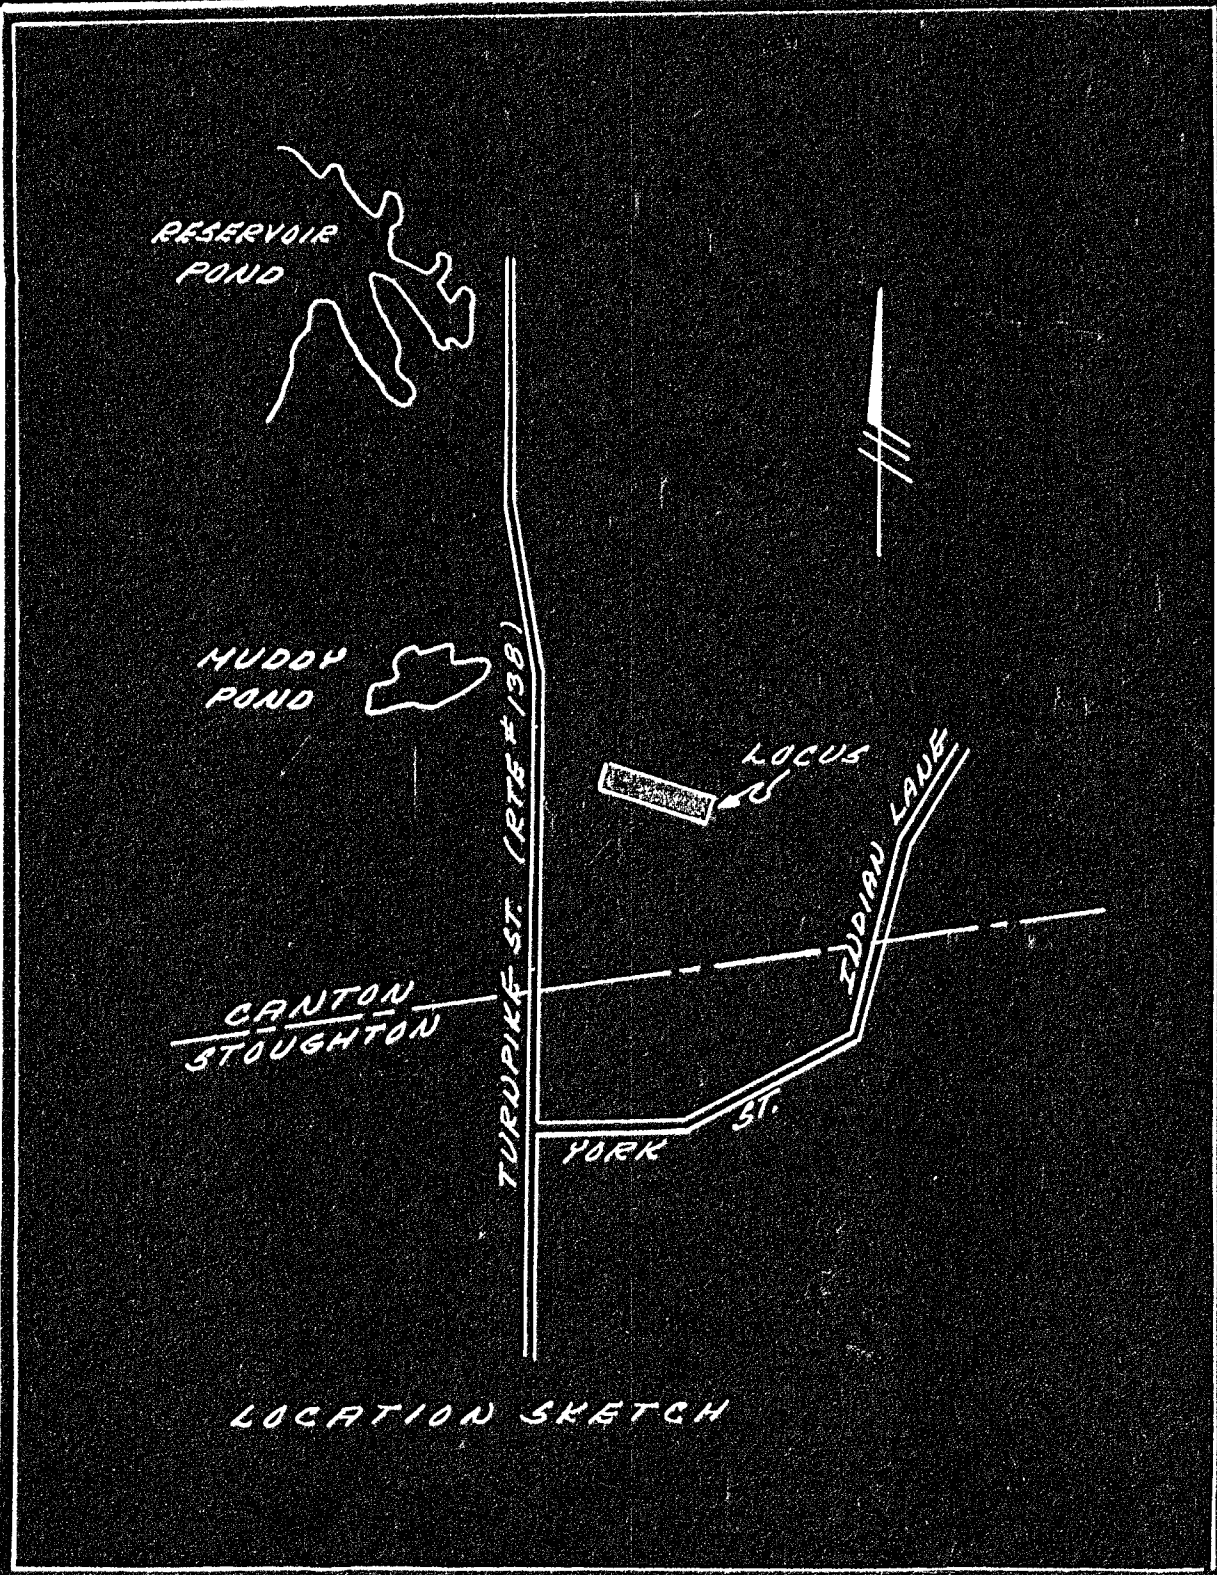 RESERVOIR
POND
MUDDY
POND
TURNPIKE ST. (RTE # 138)
LOCUS
INDIAN LANE
CANTON
STOUGHTON
YORK ST.
LOCATION SKETCH